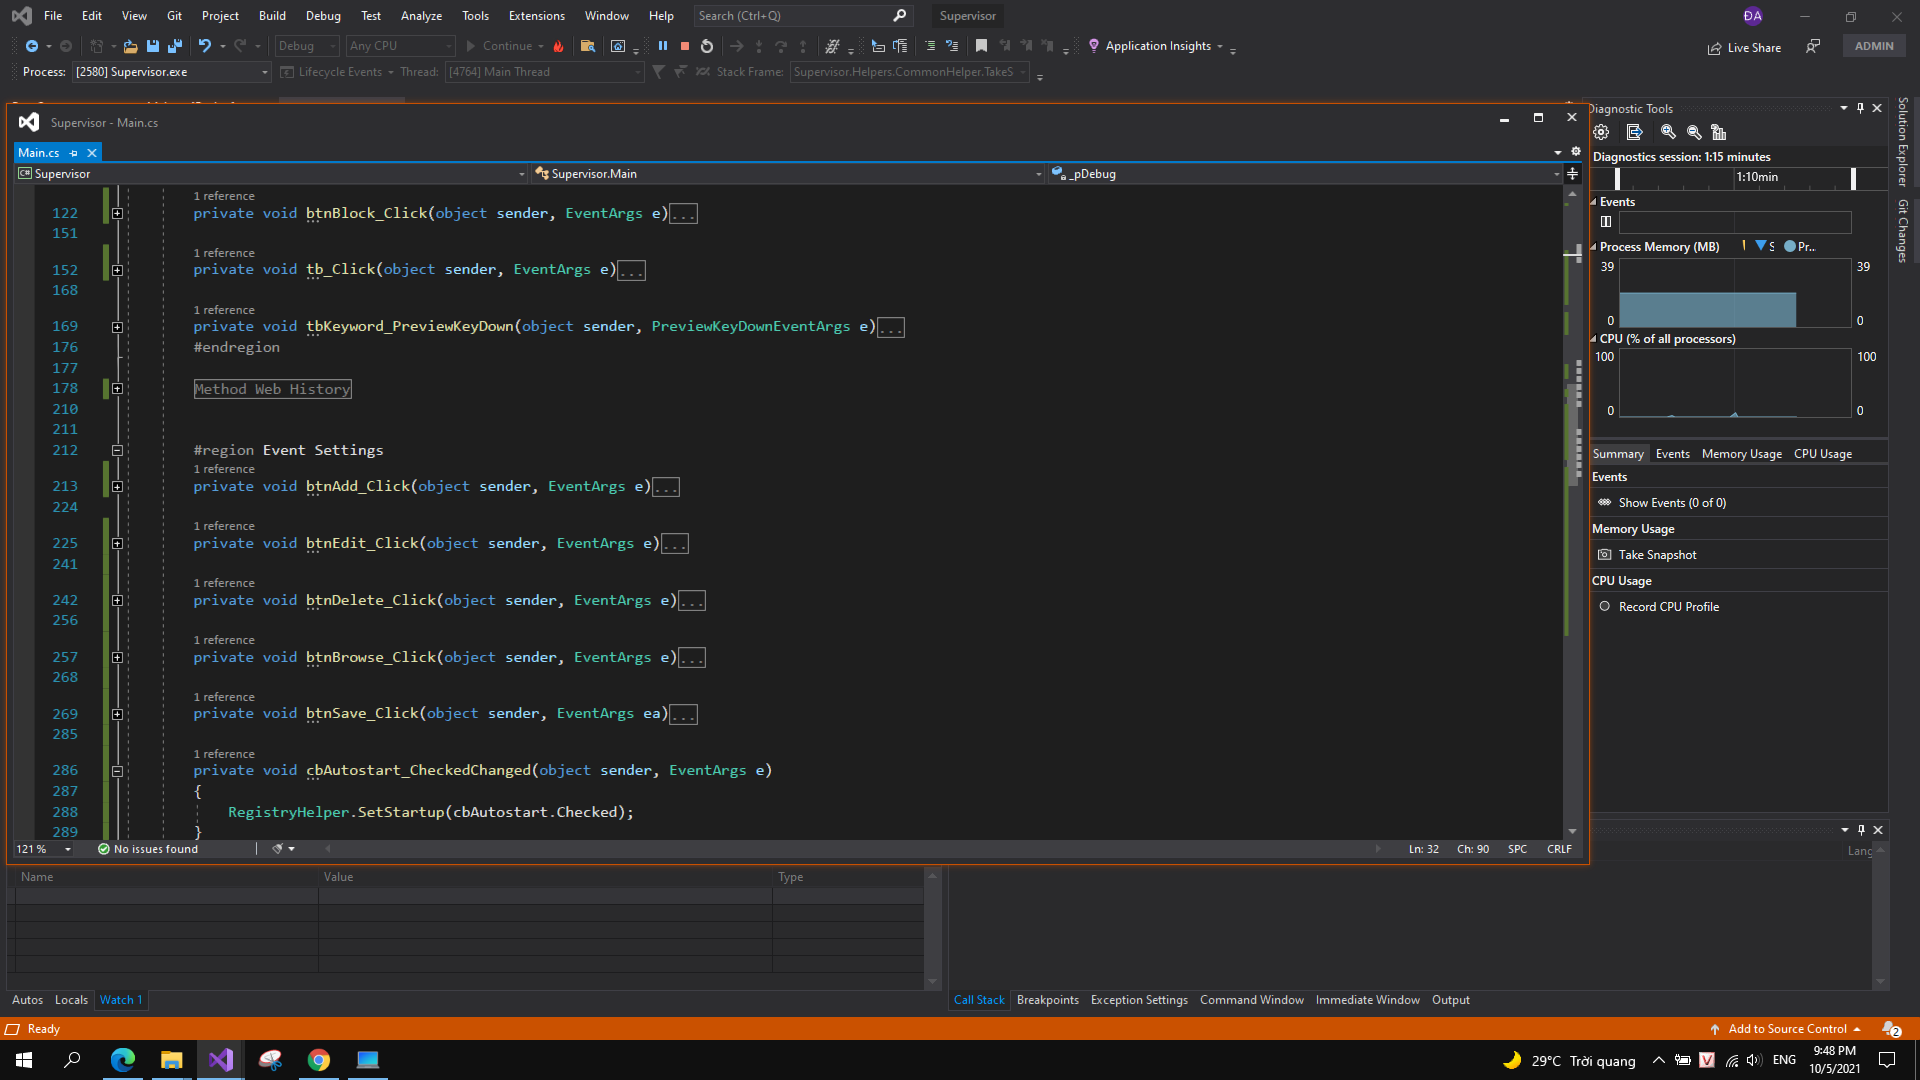 File Edit View Git Project Build Debug Test Analyze Tools Extensions Window Help Search (Ctrl+Q) Supervisor ĐA
Debug Any CPU Continue Application Insights Live Share ADMIN
Process: [2580] Supervisor.exe Lifecycle Events Thread: [4764] Main Thread Stack Frame: Supervisor.Helpers.CommonHelper.TakeS
Supervisor - Main.cs
Main.cs
Supervisor Supervisor.Main _pDebug
1 reference
122 private void btnBlock_Click(object sender, EventArgs e)...
151
1 reference
152 private void tb_Click(object sender, EventArgs e)...
168
1 reference
169 private void tbKeyword_PreviewKeyDown(object sender, PreviewKeyDownEventArgs e)...
176 #endregion
177
178 Method Web History
210
211
212 #region Event Settings
1 reference
213 private void btnAdd_Click(object sender, EventArgs e)...
224
1 reference
225 private void btnEdit_Click(object sender, EventArgs e)...
241
1 reference
242 private void btnDelete_Click(object sender, EventArgs e)...
256
1 reference
257 private void btnBrowse_Click(object sender, EventArgs e)...
268
1 reference
269 private void btnSave_Click(object sender, EventArgs ea)...
285
1 reference
286 private void cbAutostart_CheckedChanged(object sender, EventArgs e)
287 {
288 RegistryHelper.SetStartup(cbAutostart.Checked);
289 }
121 % No issues found Ln: 32 Ch: 90 SPC CRLF
Diagnostic Tools
Diagnostics session: 1:15 minutes
1:10min
Events
Process Memory (MB) S Pr...
39 39
0 0
CPU (% of all processors)
100 100
0 0
Summary Events Memory Usage CPU Usage
Events
Show Events (0 of 0)
Memory Usage
Take Snapshot
CPU Usage
Record CPU Profile
Solution Explorer
Git Changes
Lang
Name Value Type
Autos Locals Watch 1
Call Stack Breakpoints Exception Settings Command Window Immediate Window Output
Ready Add to Source Control 2
29°C Trời quang V ENG 9:48 PM
10/5/2021